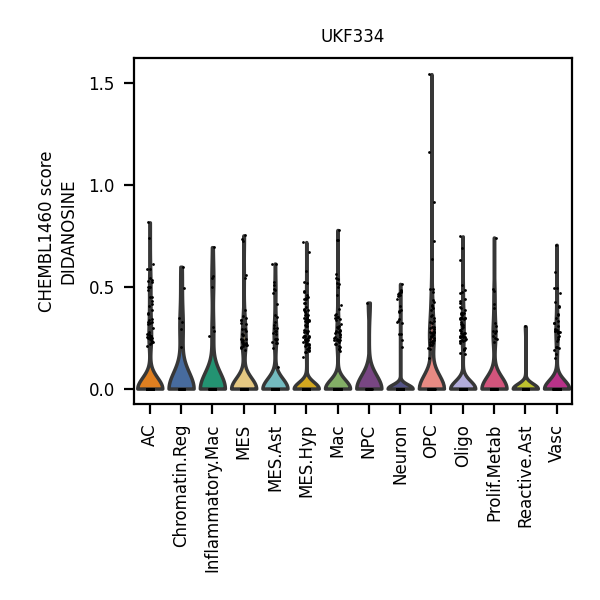 UKF334
CHEMBL1460 score
DIDANOSINE
1.5
1.0
0.5
0.0
AC
Chromatin.Reg
Inflammatory.Mac
MES
MES.Ast
MES.Hyp
Mac
NPC
Neuron
OPC
Oligo
Prolif.Metab
Reactive.Ast
Vasc